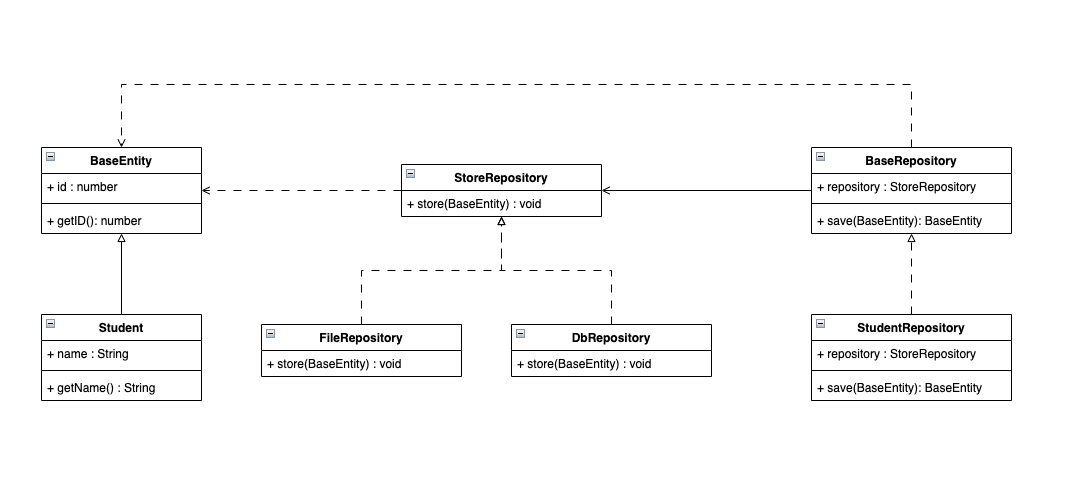 BaseEntity
+ id : number
+ getID(): number
StoreRepository
+ store(BaseEntity) : void
BaseRepository
+ repository : StoreRepository
+ save(BaseEntity): BaseEntity
Student
+ name : String
+ getName() : String
FileRepository
+ store(BaseEntity) : void
DbRepository
+ store(BaseEntity) : void
StudentRepository
+ repository : StoreRepository
+ save(BaseEntity): BaseEntity